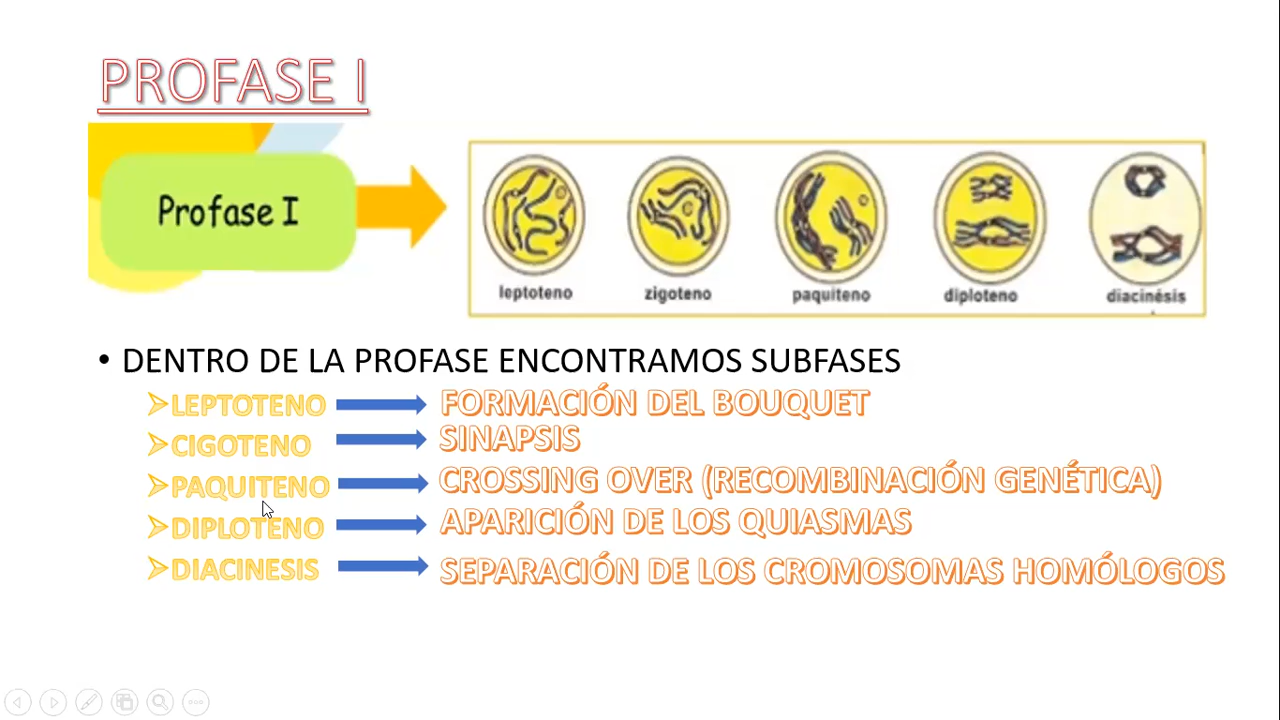 PROFASE I
Profase I
leptoteno
zigoteno
paquiteno
diploteno
diacinésis
• DENTRO DE LA PROFASE ENCONTRAMOS SUBFASES
LEPTOTENO FORMACIÓN DEL BOUQUET
CIGOTENO SINAPSIS
PAQUITENO CROSSING OVER (RECOMBINACIÓN GENÉTICA)
DIPLOTENO APARICIÓN DE LOS QUIASMAS
DIACINESIS SEPARACIÓN DE LOS CROMOSOMAS HOMÓLOGOS